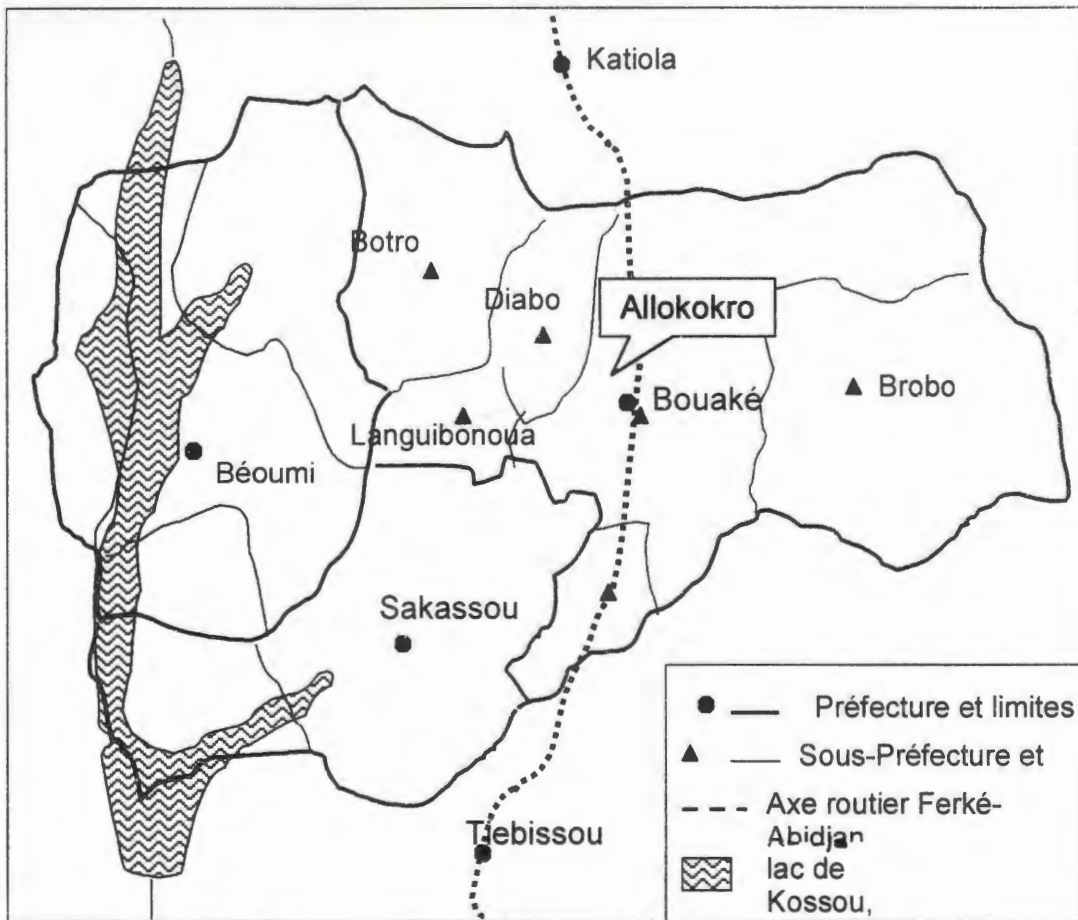 Katiola
Botro
Diabo
Allokokro
Bouaké
Brobo
Languibonoua
Béoumi
Sakassou
Tiebissou
Préfecture et limites
Sous-Préfecture et
Axe routier Ferké-
Abidjan
lac de
Kossou,